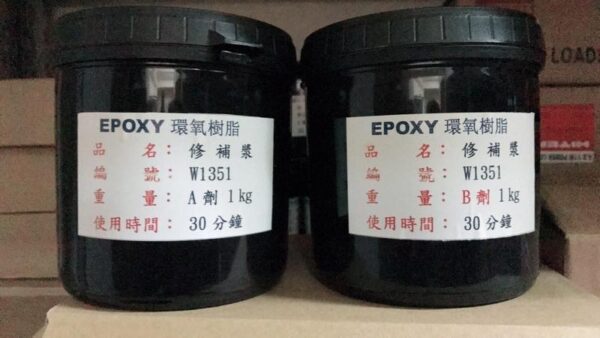 EPOXY 環氧樹脂
品 名： 修補漿
編 號： W1351
重 量： A劑 1kg
使用時間： 30分鐘
EPOXY 環氧樹脂
品 名： 修補漿
編 號： W1351
重 量： B劑 1kg
使用時間： 30分鐘
LOAD